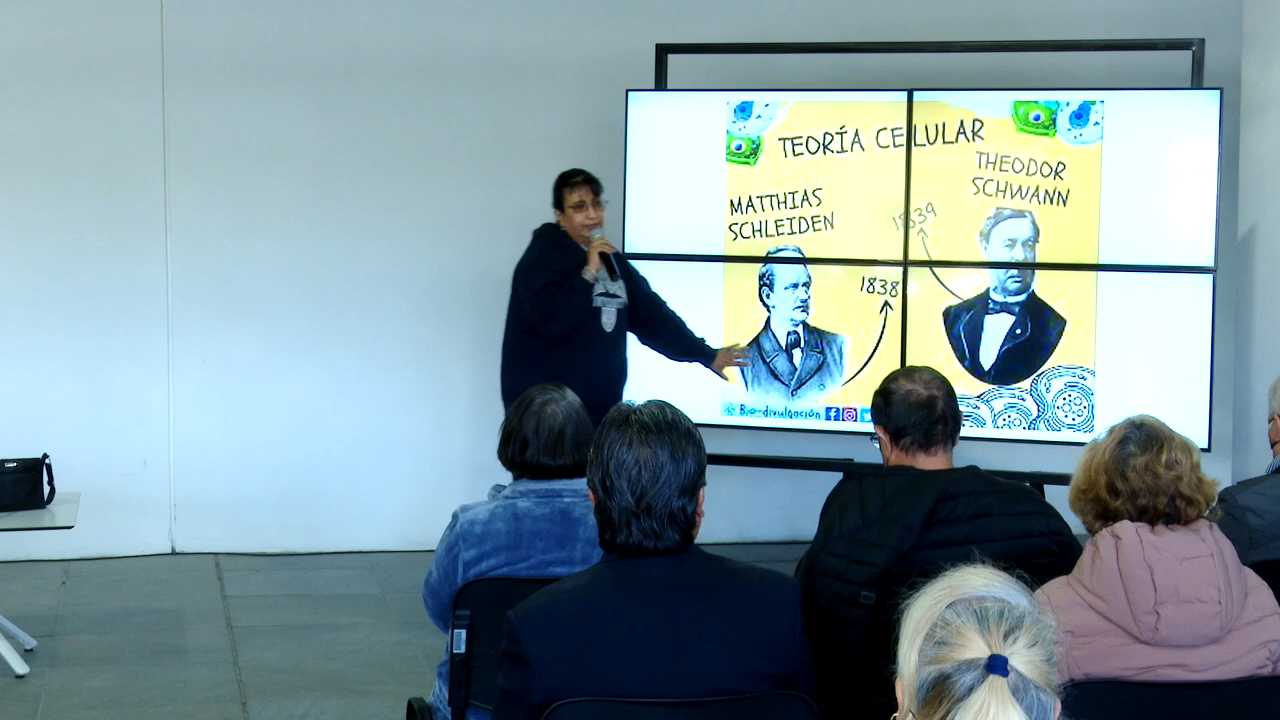 TEORÍA CELULAR
THEODOR
SCHWANN
MATTHIAS
SCHLEIDEN
1839
1838
Bio-divulgación